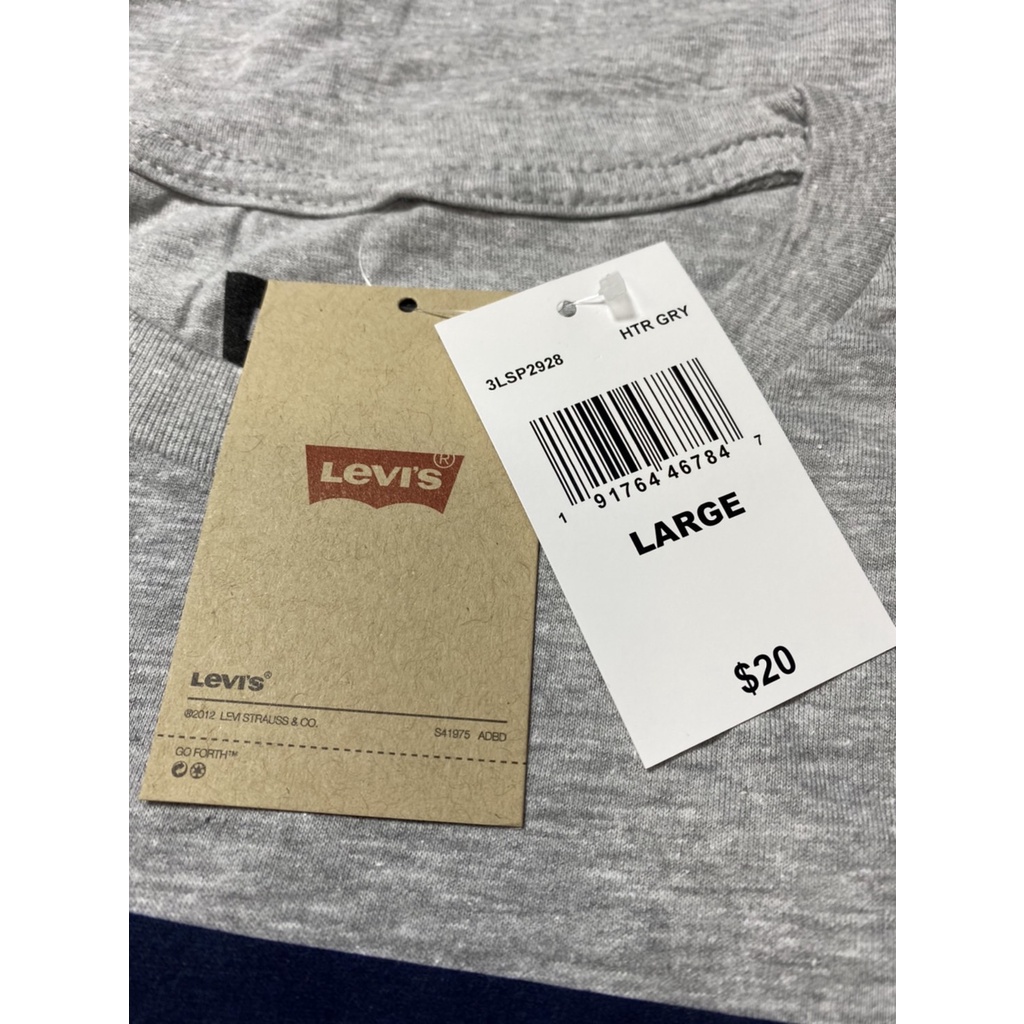 LEVI'S®
LEVI'S®
®2012 LEVI STRAUSS & CO.
S41975 ADBD
GO FORTH™
3LSP2928
HTR GRY
1 91764 46784 7
LARGE
$20